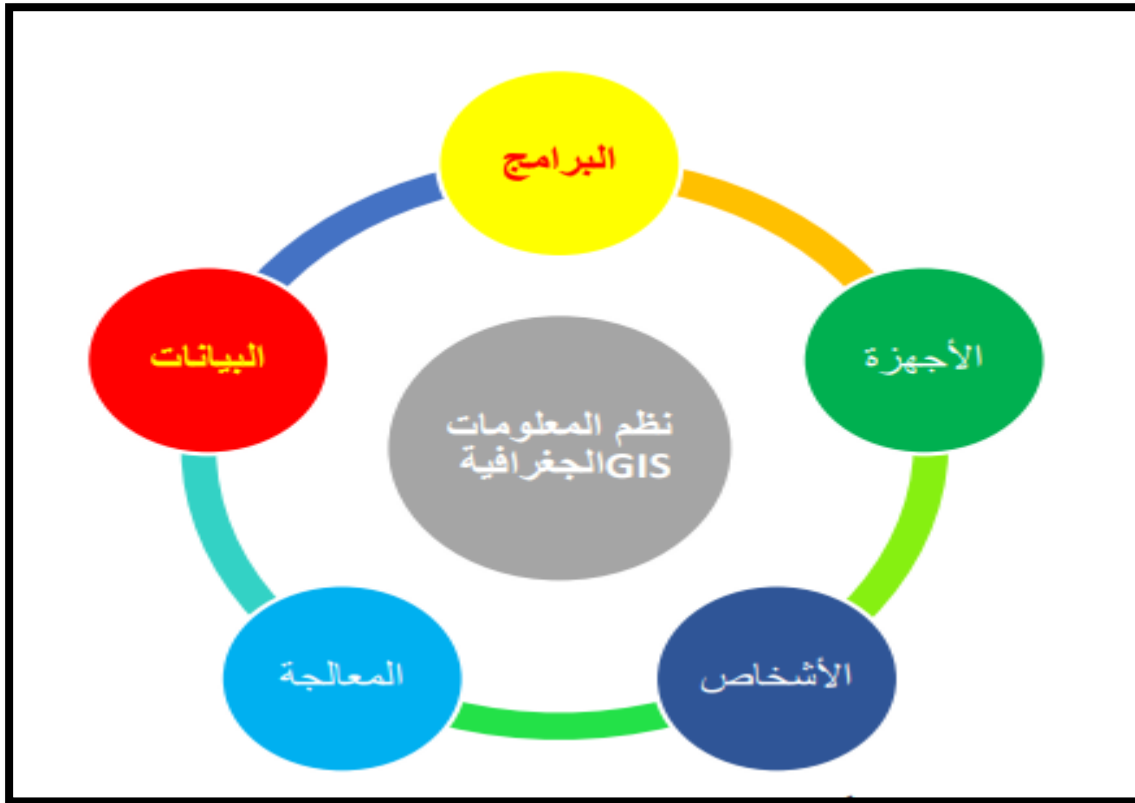 البرامج
الأجهزة
البيانات
نظم المعلومات
الجغرافيةGIS
الأشخاص
المعالجة